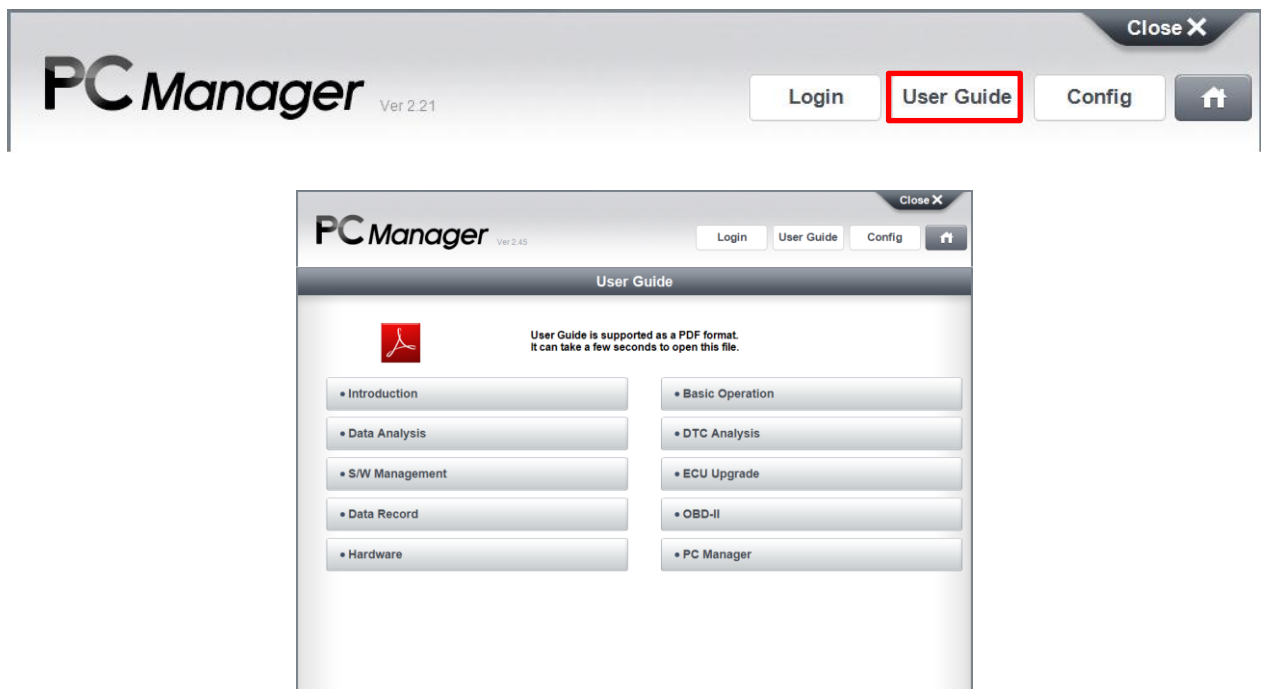 Close X
PC Manager Ver 2.21
Login User Guide Config
Close X
PC Manager Ver 2.45
Login User Guide Config
User Guide
User Guide is supported as a PDF format.
It can take a few seconds to open this file.
• Introduction
• Basic Operation
• Data Analysis
• DTC Analysis
• S/W Management
• ECU Upgrade
• Data Record
• OBD-II
• Hardware
• PC Manager